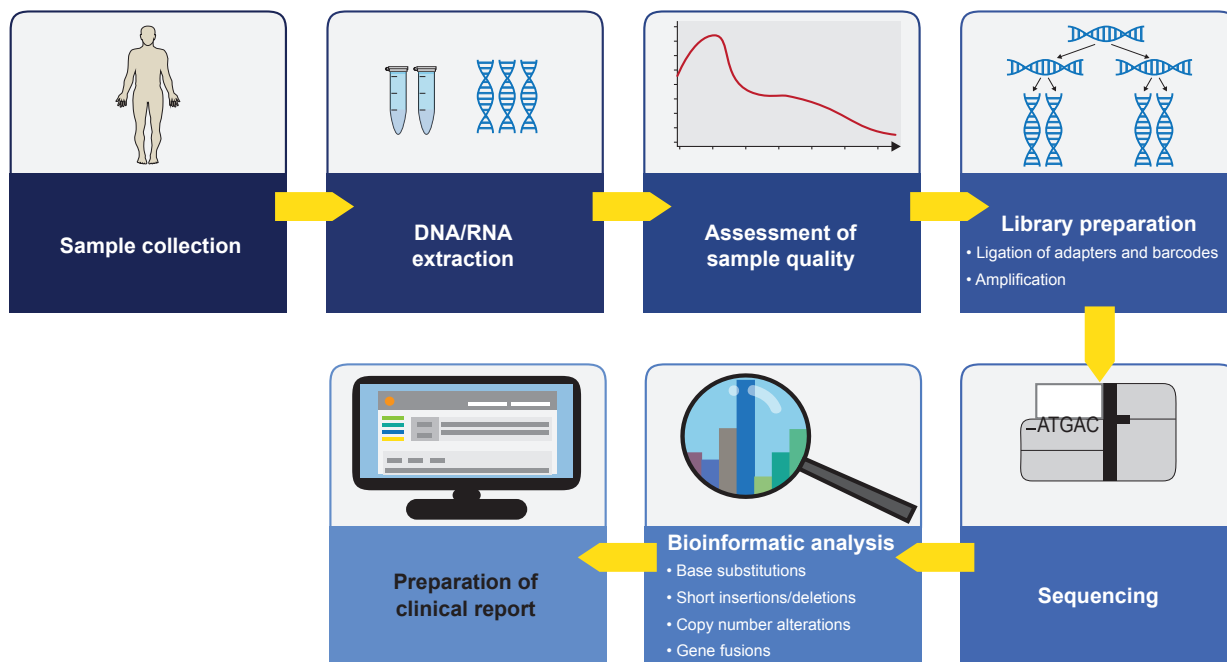 Sample collection
DNA/RNA
extraction
Assessment of
sample quality
Library preparation
• Ligation of adapters and barcodes
• Amplification
–ATGAC
Sequencing
Bioinformatic analysis
• Base substitutions
• Short insertions/deletions
• Copy number alterations
• Gene fusions
Preparation of
clinical report